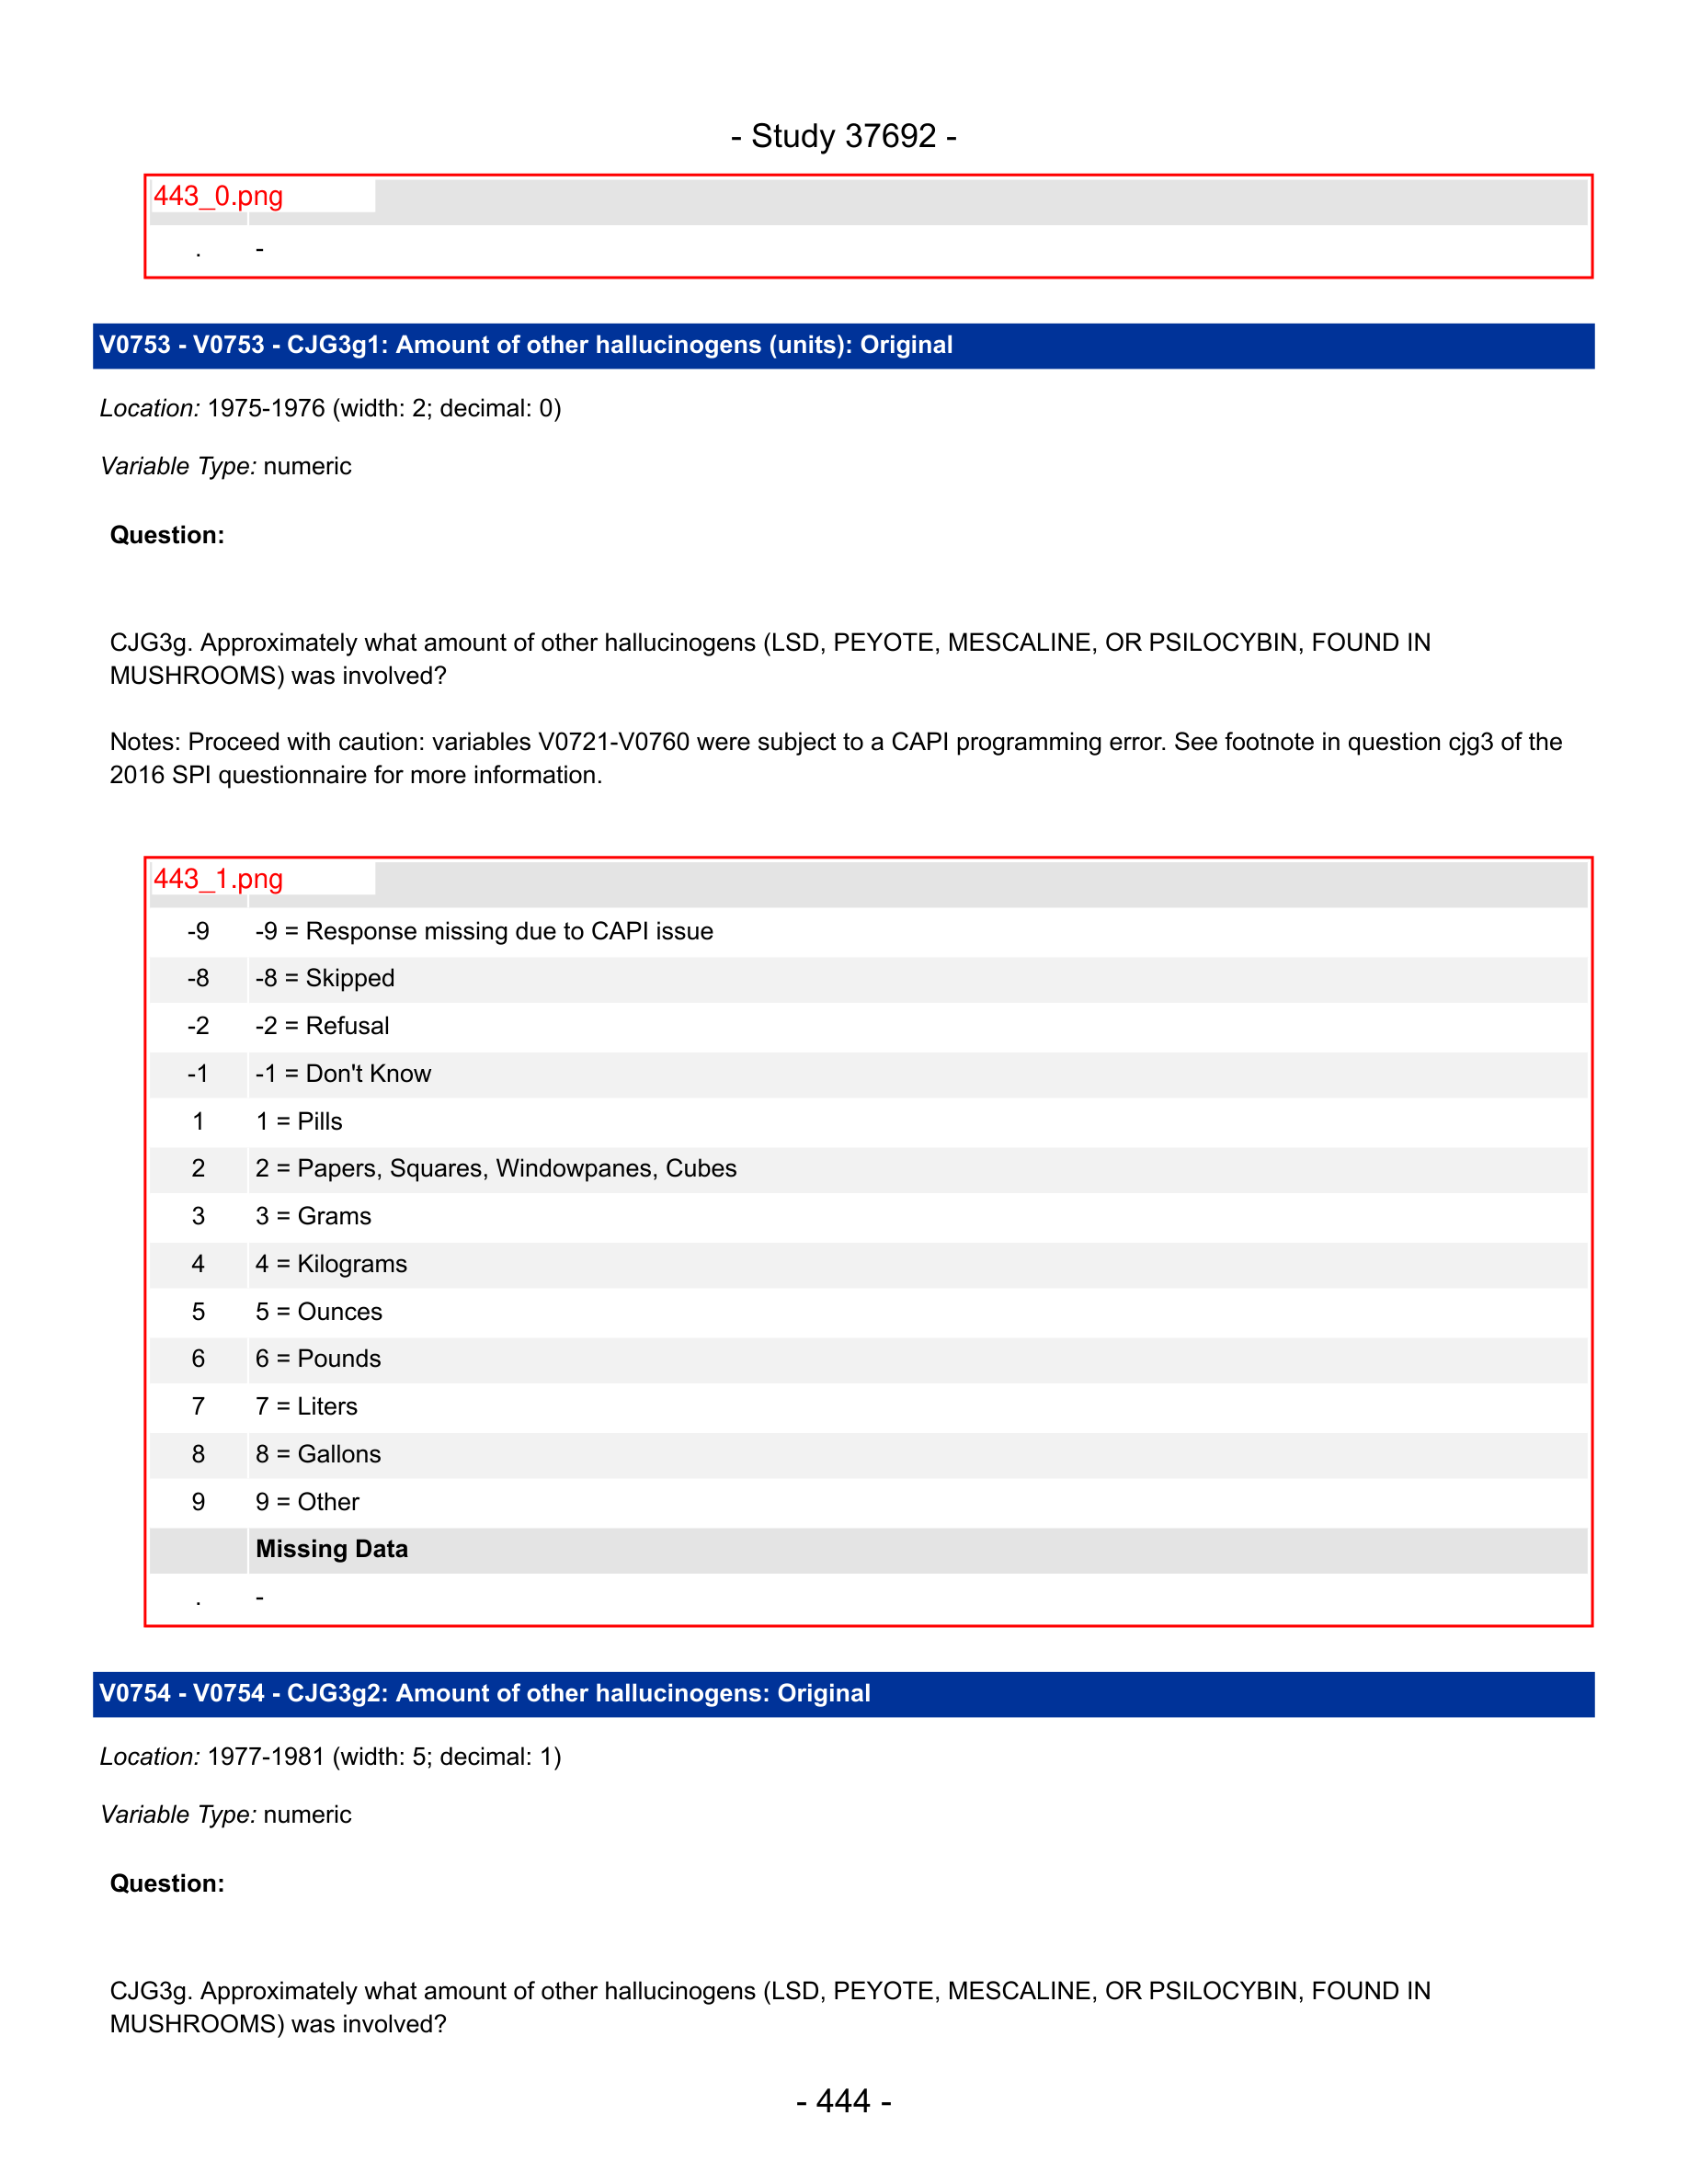 - Study 37692 -
443_0.png
. -
V0753 - V0753 - CJG3g1: Amount of other hallucinogens (units): Original
Location: 1975-1976 (width: 2; decimal: 0)
Variable Type: numeric
Question:
CJG3g. Approximately what amount of other hallucinogens (LSD, PEYOTE, MESCALINE, OR PSILOCYBIN, FOUND IN
MUSHROOMS) was involved?
Notes: Proceed with caution: variables V0721-V0760 were subject to a CAPI programming error. See footnote in question cjg3 of the
2016 SPI questionnaire for more information.
443_1.png
-9 -9 = Response missing due to CAPI issue
-8 -8 = Skipped
-2 -2 = Refusal
-1 -1 = Don't Know
1 1 = Pills
2 2 = Papers, Squares, Windowpanes, Cubes
3 3 = Grams
4 4 = Kilograms
5 5 = Ounces
6 6 = Pounds
7 7 = Liters
8 8 = Gallons
9 9 = Other
Missing Data
. -
V0754 - V0754 - CJG3g2: Amount of other hallucinogens: Original
Location: 1977-1981 (width: 5; decimal: 1)
Variable Type: numeric
Question:
CJG3g. Approximately what amount of other hallucinogens (LSD, PEYOTE, MESCALINE, OR PSILOCYBIN, FOUND IN
MUSHROOMS) was involved?
- 444 -